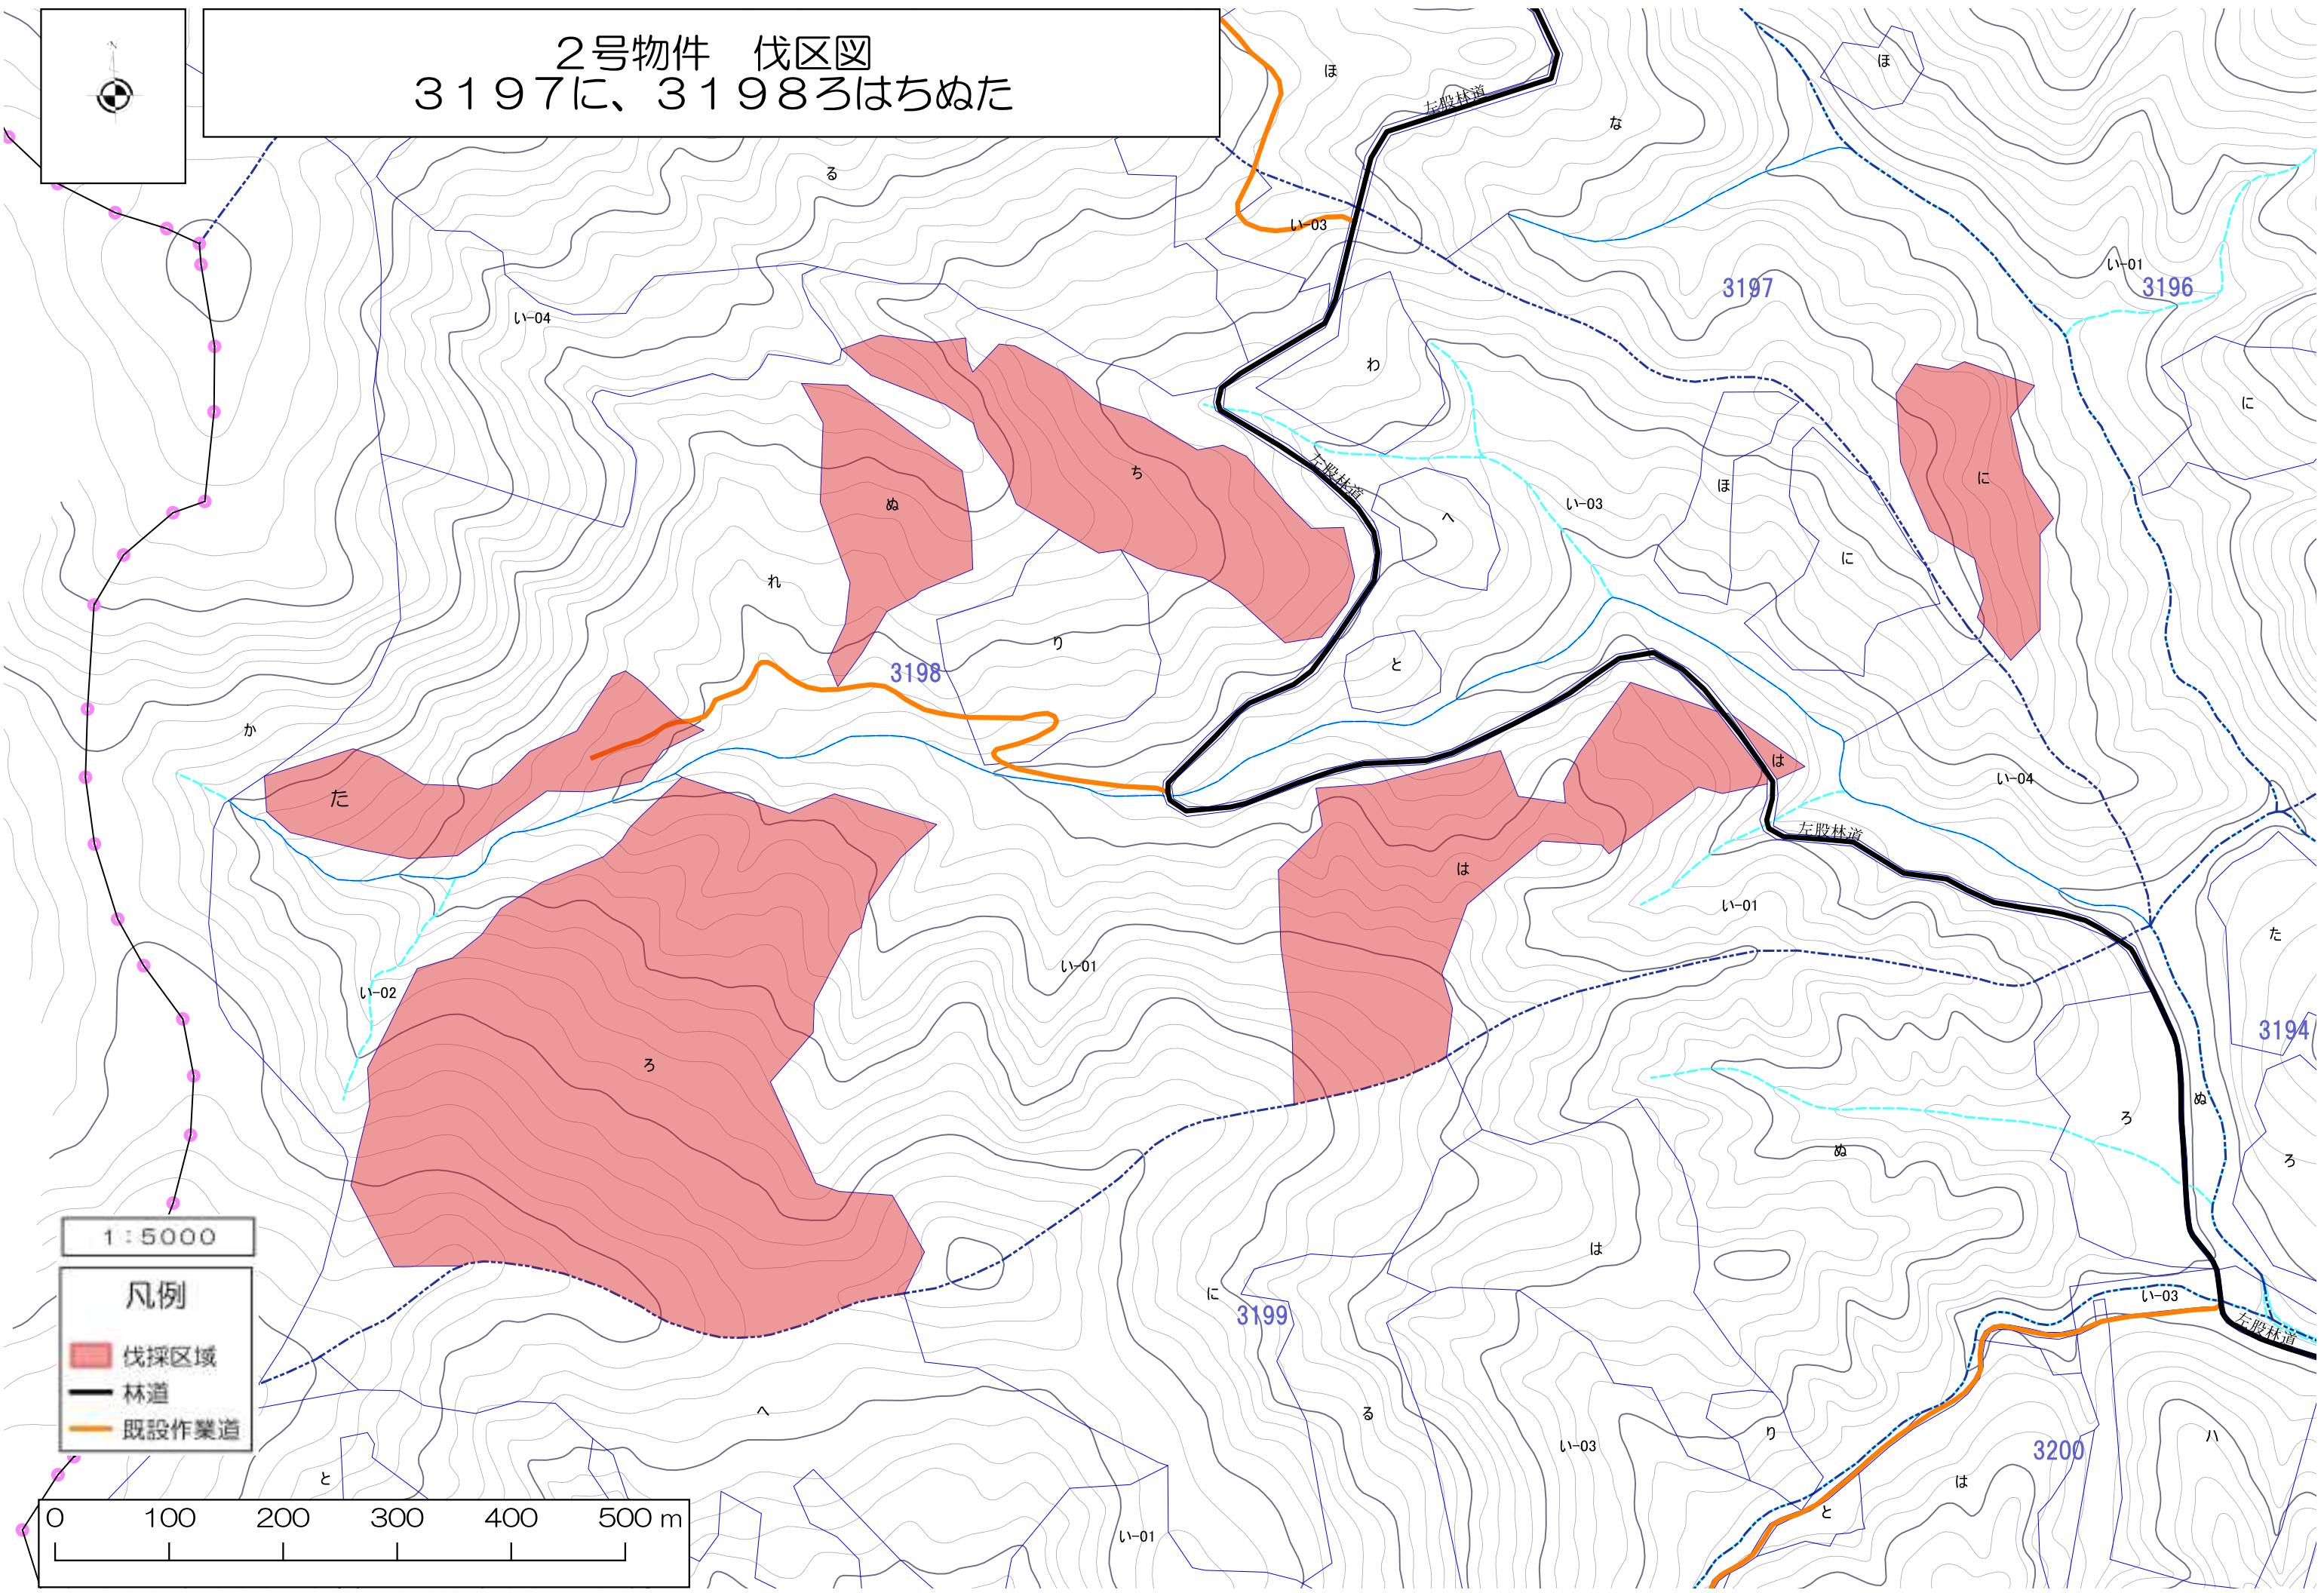 N
２号物件　伐区図
３１９７に、３１９８ろはちぬた
ほ
左股林道
な
ほ
る
い-03
い-01
3197
3196
い-04
わ
に
ち
左股林道
ぬ
い-03
ほ
に
へ
に
れ
り
と
3198
か
は
い-04
た
左股林道
は
い-01
た
い-01
い-02
3194
ろ
ぬ
ろ
ぬ
ろ
1：5000
は
凡例
に
3199
い-03
左股林道
伐採区域
林道
既設作業道
へ
る
い-03
り
ハ
3200
と
は
と
い-01
0 100 200 300 400 500 m